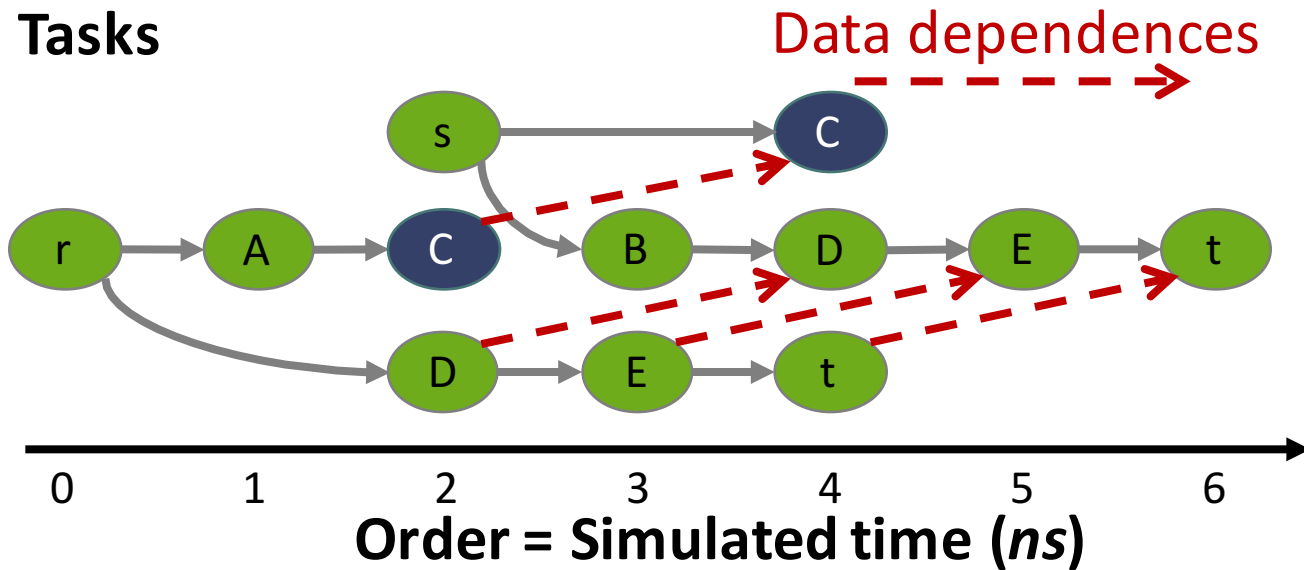 Tasks
Data dependences
s C
r A C B D E t
D E t
0 1 2 3 4 5 6
Order = Simulated time (ns)